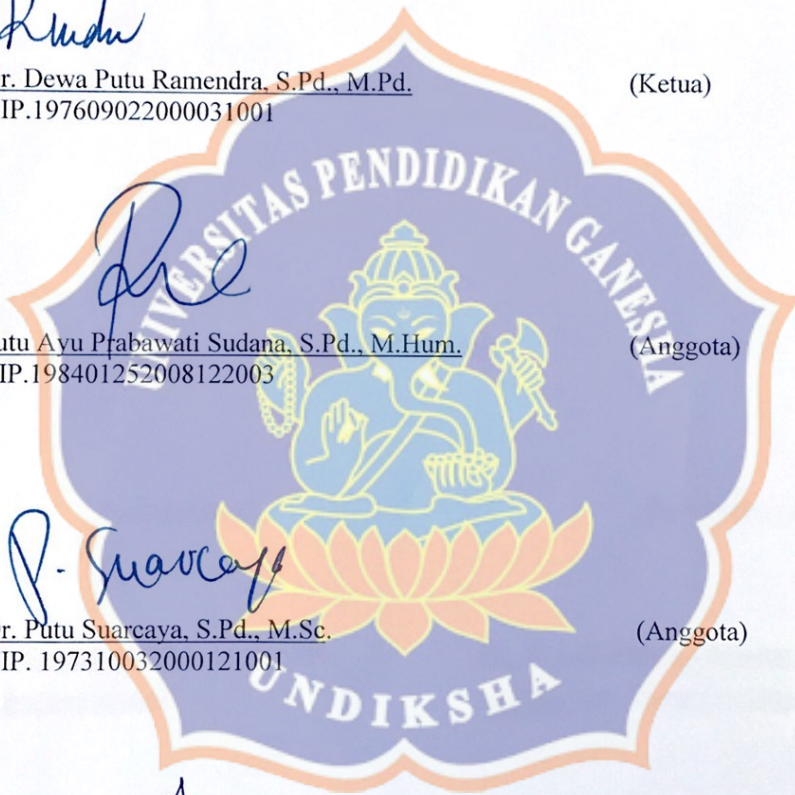 r. Dewa Putu Ramendra, S.Pd., M.Pd. (Ketua)
IP.197609022000031001
UNIVERSITAS PENDIDIKAN GANESHA
utu Ayu Prabawati Sudana, S.Pd., M.Hum. (Anggota)
IP.198401252008122003
P. Suarcaya
r. Putu Suarcaya, S.Pd., M.Sc. (Anggota)
IP. 197310032000121001
UNDIKSHA